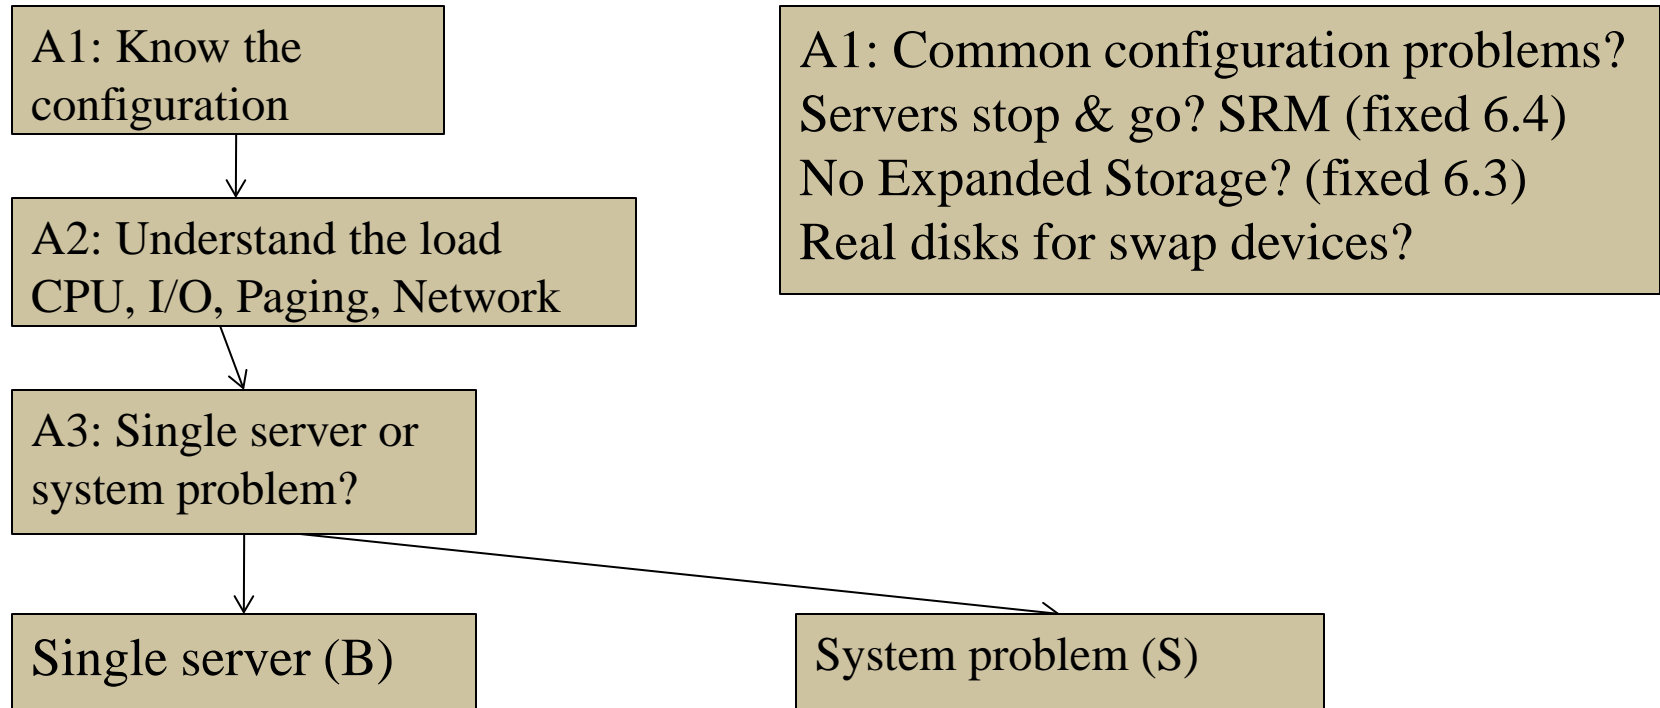 A1: Know the
configuration
A1: Common configuration problems?
Servers stop & go? SRM (fixed 6.4)
No Expanded Storage? (fixed 6.3)
Real disks for swap devices?
A2: Understand the load
CPU, I/O, Paging, Network
A3: Single server or
system problem?
Single server (B)
System problem (S)